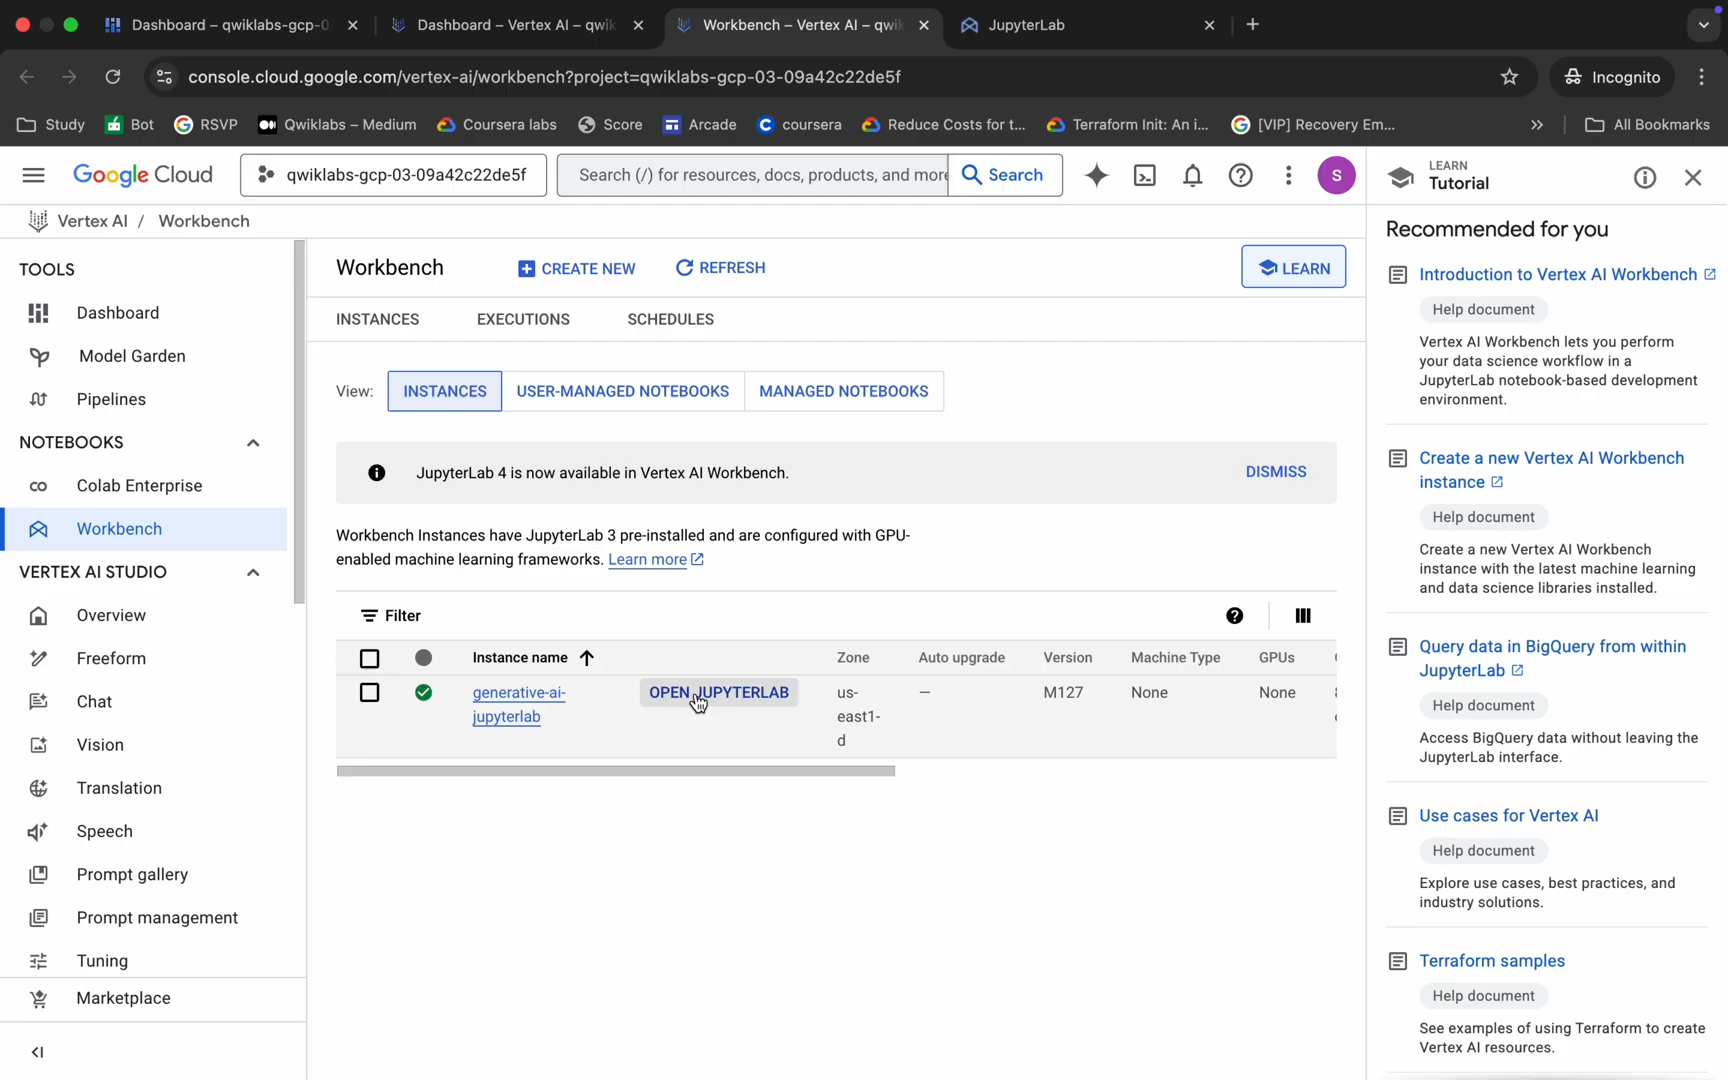 Dashboard – qwiklabs-gcp-0
Dashboard – Vertex AI – qwik
Workbench – Vertex AI – qwik
JupyterLab
console.cloud.google.com/vertex-ai/workbench?project=qwiklabs-gcp-03-09a42c22de5f
Incognito
Study
Bot
RSVP
Qwiklabs – Medium
Coursera labs
Score
Arcade
coursera
Reduce Costs for t...
Terraform Init: An i...
[VIP] Recovery Em...
All Bookmarks
Google Cloud
qwiklabs-gcp-03-09a42c22de5f
Search (/) for resources, docs, products, and more
Search
S
LEARN
Tutorial
Vertex AI / Workbench
TOOLS
Dashboard
Model Garden
Pipelines
NOTEBOOKS
Colab Enterprise
Workbench
VERTEX AI STUDIO
Overview
Freeform
Chat
Vision
Translation
Speech
Prompt gallery
Prompt management
Tuning
Marketplace
Workbench
CREATE NEW
REFRESH
LEARN
INSTANCES
EXECUTIONS
SCHEDULES
View:
INSTANCES
USER-MANAGED NOTEBOOKS
MANAGED NOTEBOOKS
JupyterLab 4 is now available in Vertex AI Workbench.
DISMISS
Workbench Instances have JupyterLab 3 pre-installed and are configured with GPU-
enabled machine learning frameworks. Learn more
Filter
Instance name
Zone
Auto upgrade
Version
Machine Type
GPUs
generative-ai-
jupyterlab
OPEN JUPYTERLAB
us-
east1-
d
–
M127
None
None
Recommended for you
Introduction to Vertex AI Workbench
Help document
Vertex AI Workbench lets you perform
your data science workflow in a
JupyterLab notebook-based development
environment.
Create a new Vertex AI Workbench
instance
Help document
Create a new Vertex AI Workbench
instance with the latest machine learning
and data science libraries installed.
Query data in BigQuery from within
JupyterLab
Help document
Access BigQuery data without leaving the
JupyterLab interface.
Use cases for Vertex AI
Help document
Explore use cases, best practices, and
industry solutions.
Terraform samples
Help document
See examples of using Terraform to create
Vertex AI resources.